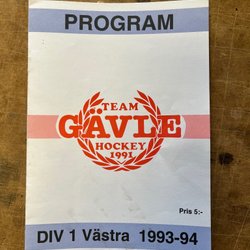 PROGRAM
TEAM
GÄVLE
HOCKEY
1991
Pris 5:-
DIV 1 Västra 1993-94